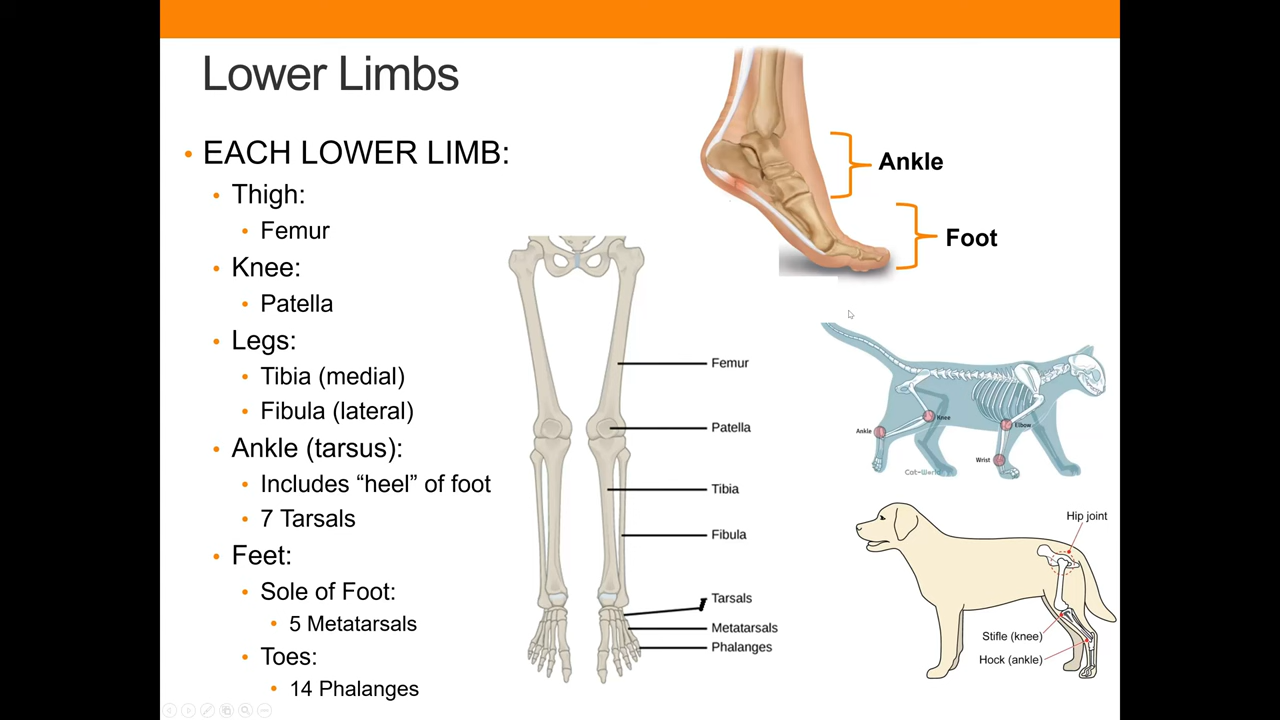 Lower Limbs
• EACH LOWER LIMB:
• Thigh:
• Femur
• Knee:
• Patella
• Legs:
• Tibia (medial)
• Fibula (lateral)
• Ankle (tarsus):
• Includes “heel” of foot
• 7 Tarsals
• Feet:
• Sole of Foot:
• 5 Metatarsals
• Toes:
• 14 Phalanges
Ankle
Foot
Femur
Patella
Tibia
Fibula
Tarsals
Metatarsals
Phalanges
Knee
Elbow
Ankle
Wrist
Cat-World
Hip joint
Stifle (knee)
Hock (ankle)